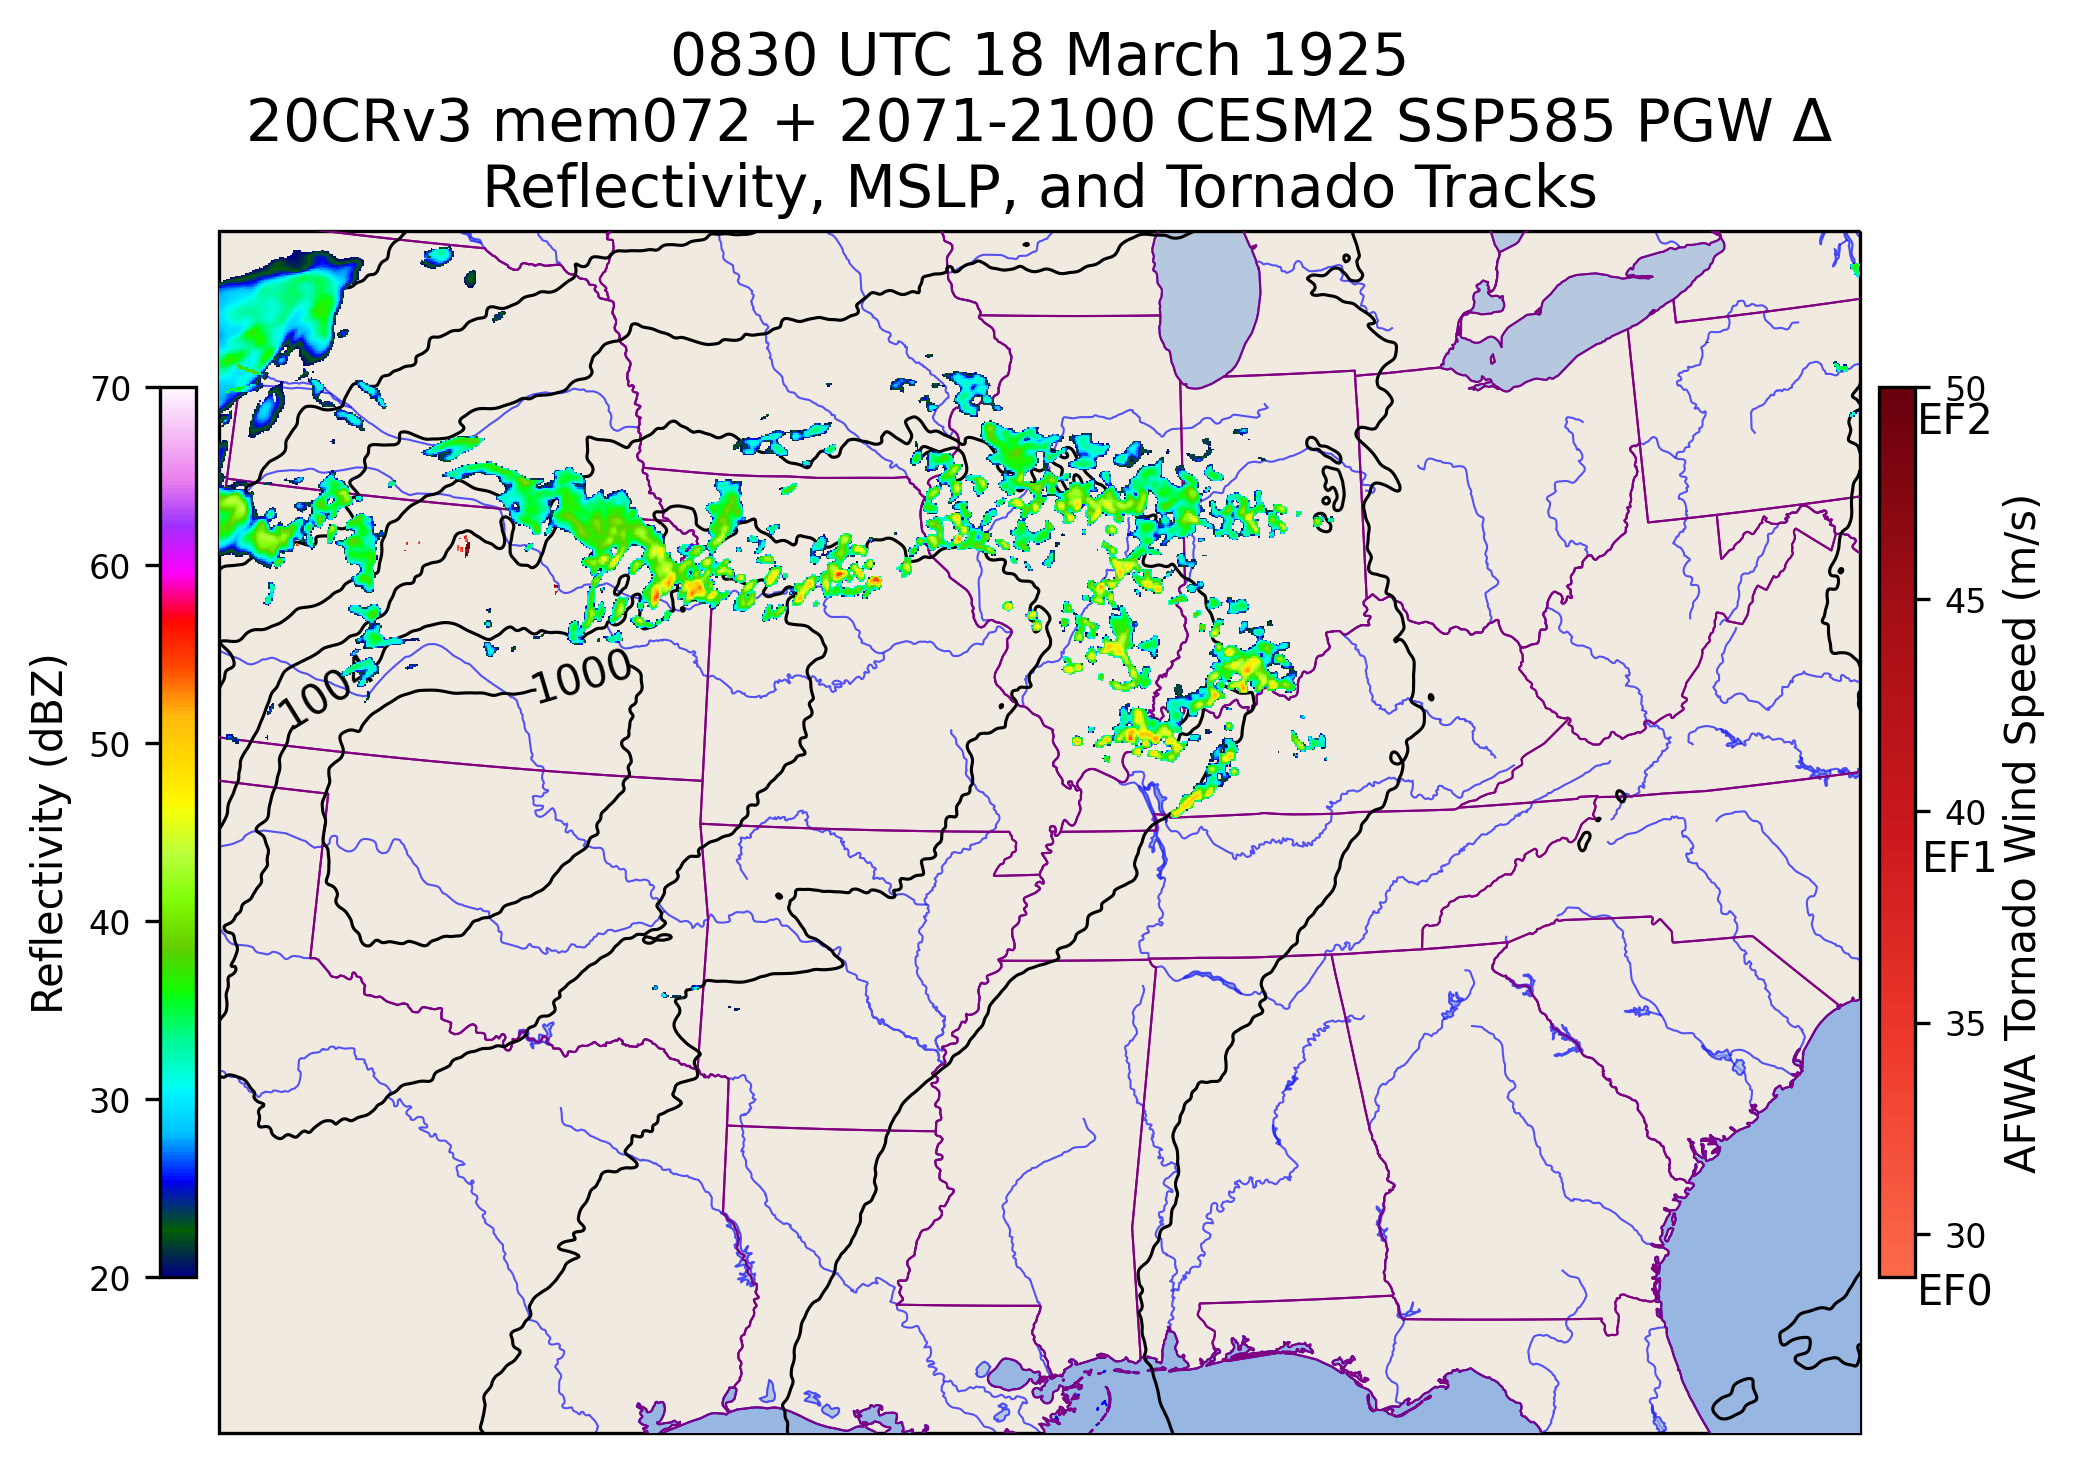 0830 UTC 18 March 1925
20CRv3 mem072 + 2071-2100 CESM2 SSP585 PGW Δ
Reflectivity, MSLP, and Tornado Tracks
Reflectivity (dBZ)
70
60
50
40
30
20
1004
1000
50
EF2
45
40
EF1
35
30
EF0
AFWA Tornado Wind Speed (m/s)